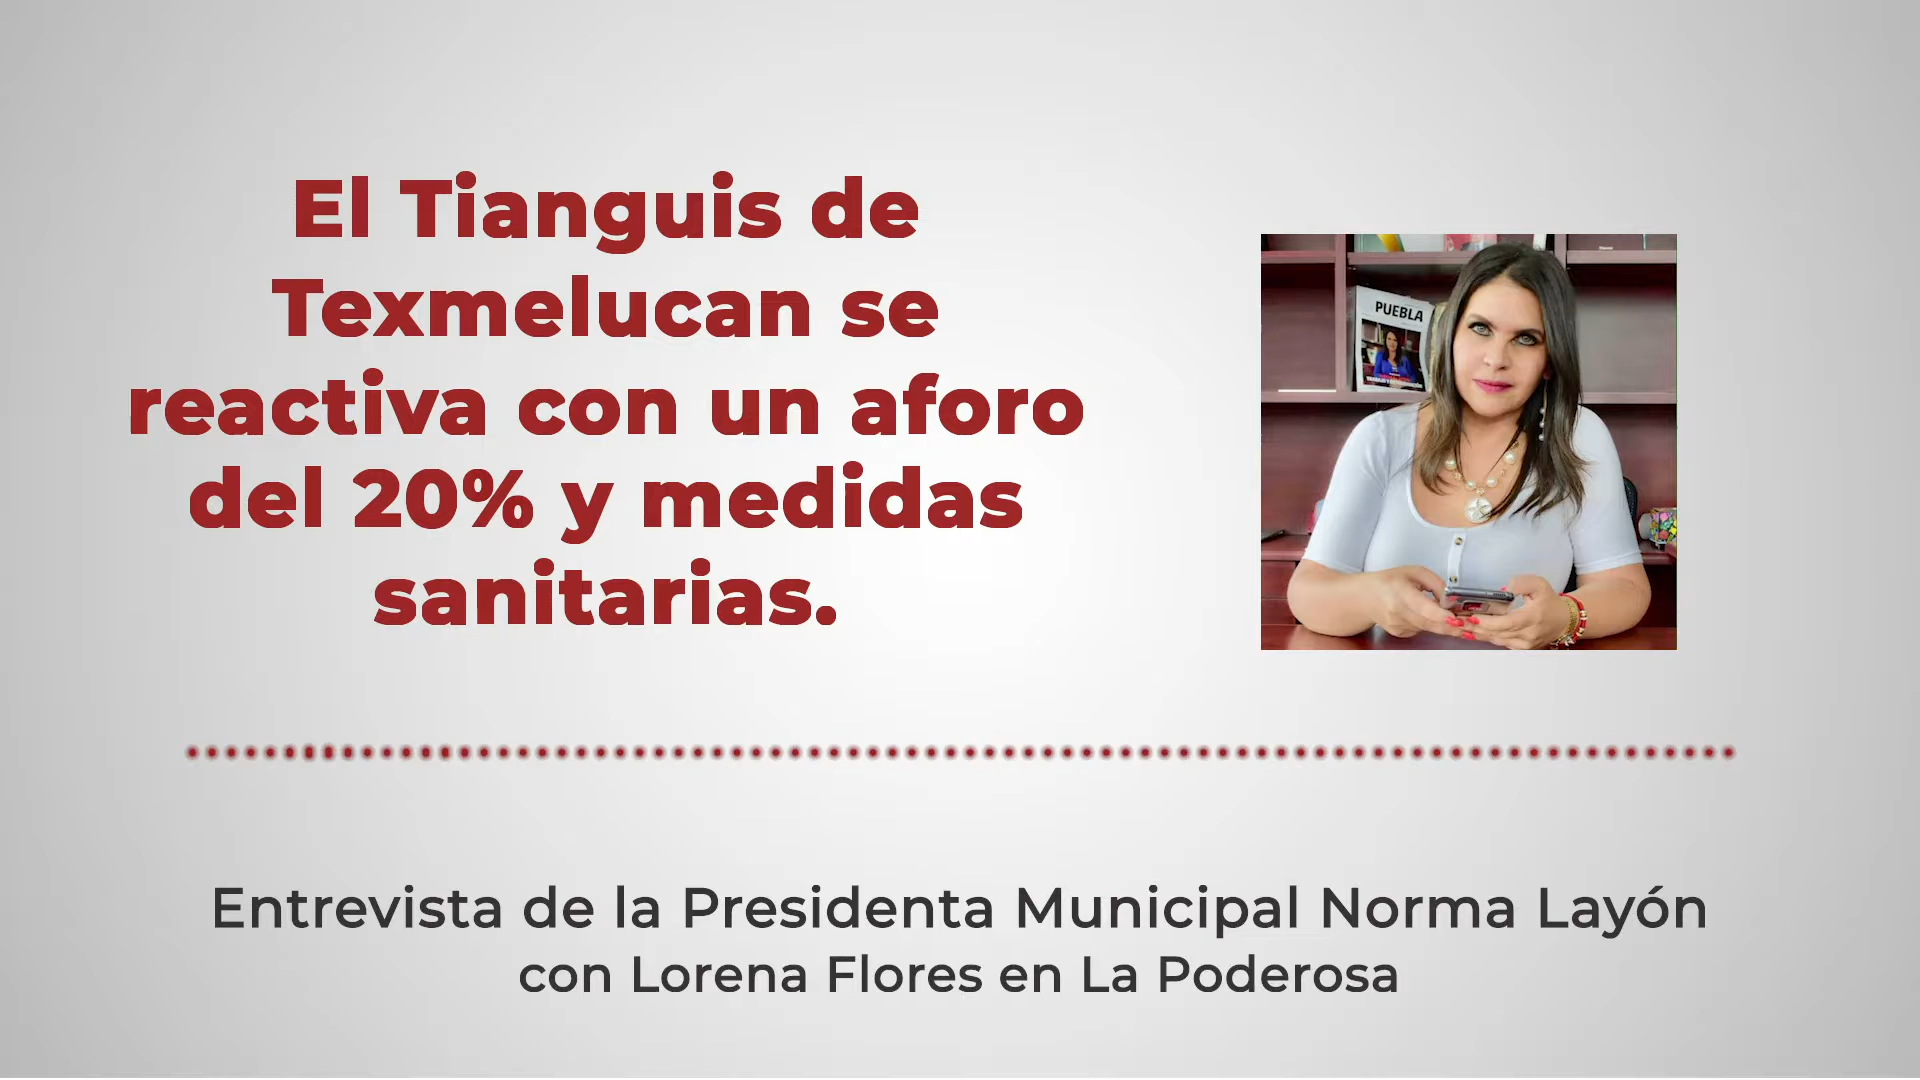 El Tianguis de
Texmelucan se
reactiva con un aforo
del 20% y medidas
sanitarias.
PUEBLA
Entrevista de la Presidenta Municipal Norma Layón
con Lorena Flores en La Poderosa